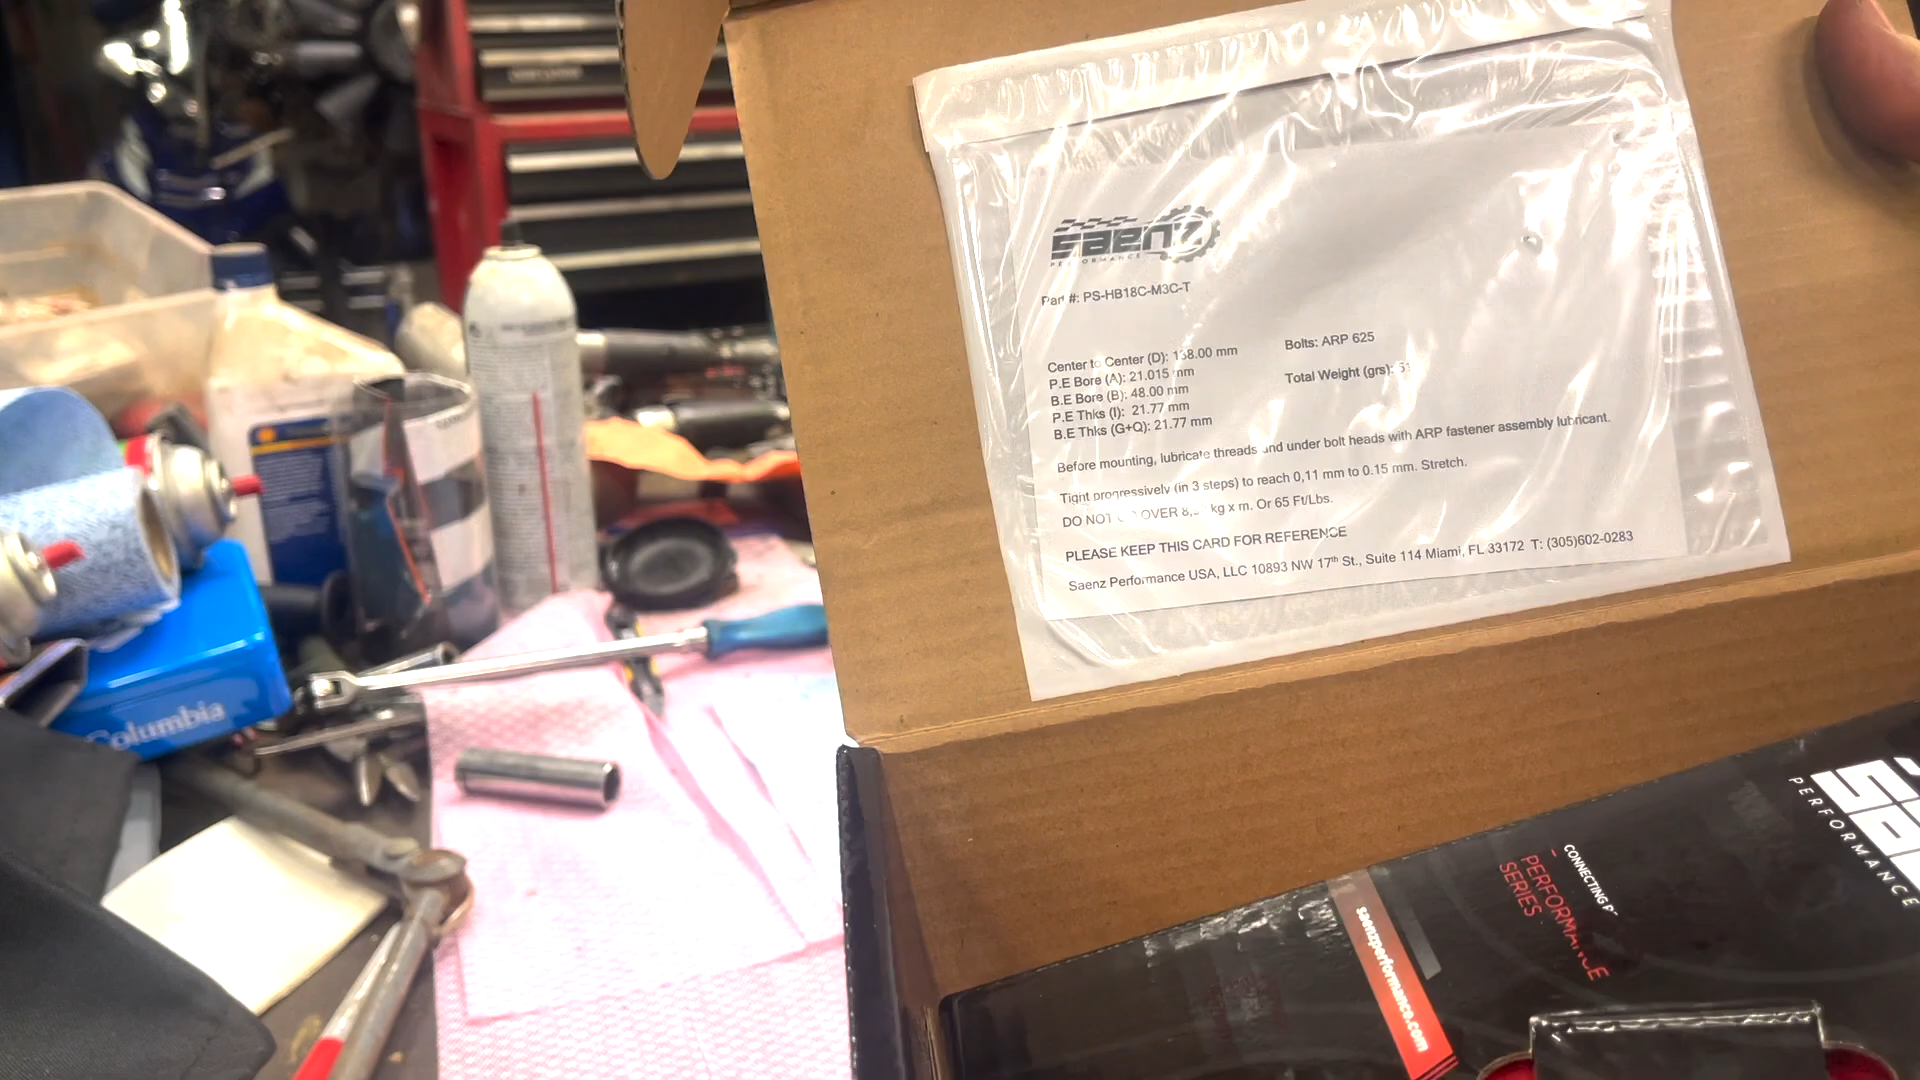 saenz
PERFORMANCE
Part #: PS-HB18C-M3C-T
Center to Center (D): 138.00 mm
P.E Bore (A): 21.015 mm
B.E Bore (B): 48.00 mm
P.E Thks (I): 21.77 mm
B.E Thks (G+Q): 21.77 mm
Bolts: ARP 625
Total Weight (grs):
Before mounting, lubricate threads and under bolt heads with ARP fastener assembly lubricant.
Tight progressively (in 3 steps) to reach 0,11 mm to 0.15 mm. Stretch.
DO NOT OVER kg x m. Or 65 Ft/Lbs.
PLEASE KEEP THIS CARD FOR REFERENCE
Saenz Performance USA, LLC 10893 NW 17th St., Suite 114 Miami, FL 33172 T: (305)602-0283
Columbia
PERFORMANCE
CONNECTING
PERFORMANCE
SERIES
saenzperformance.com